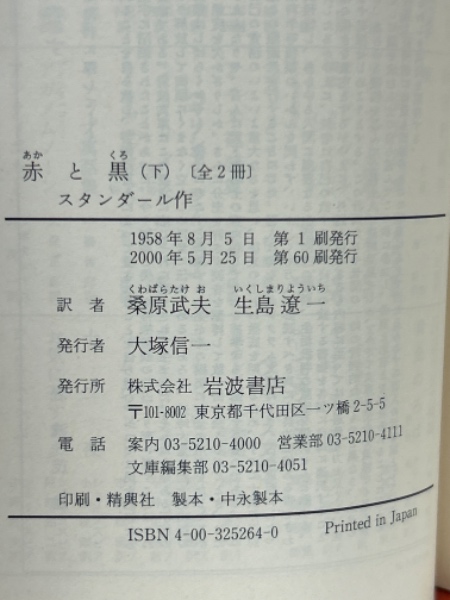 あか くろ
赤と黒(下)〔全2冊〕
スタンダール作
1958年8月5日 第1刷発行
2000年5月25日 第60刷発行
くわばらたけお いくしまりよういち
訳者 桑原武夫 生島遼一
発行者 大塚信一
発行所 株式会社 岩波書店
〒101-8002 東京都千代田区一ツ橋2-5-5
電話 案内03-5210-4000 営業部03-5210-4111
文庫編集部03-5210-4051
印刷・精興社 製本・中永製本
ISBN 4-00-325264-0 Printed in Japan